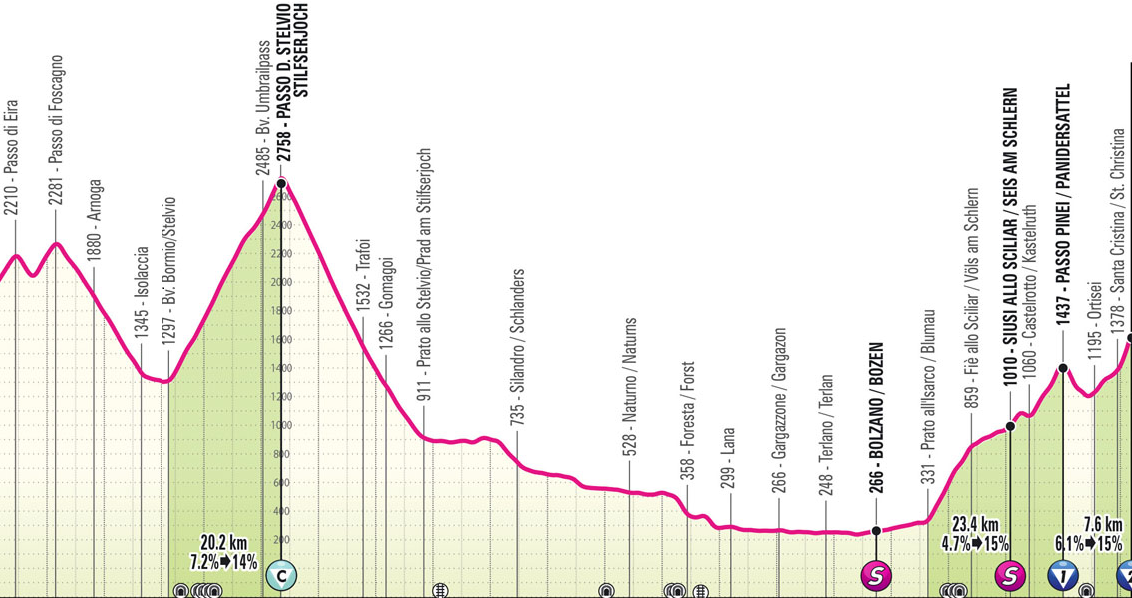 2210 - Passo di Eira
2281 - Passo di Foscagno
1880 - Arnoga
1345 - Isolaccia
1297 - Bv. Bormio/Stelvio
2485 - Bv. Umbrailpass
2758 - PASSO D. STELVIO
STILFSERJOCH
1532 - Trafoi
1266 - Gomagoi
911 - Prato allo Stelvio/Prad am Stilfserjoch
735 - Silandro / Schlanders
528 - Naturno / Naturns
358 - Foresta / Forst
299 - Lana
266 - Gargazzone / Gargazon
248 - Terlano / Terlan
266 - BOLZANO / BOZEN
331 - Prato all'Isarco / Blumau
859 - Fiè allo Sciliar / Völs am Schlern
1010 - SIUSI ALLO SCILIAR / SEIS AM SCHLERN
1060 - Castelrotto / Kastelruth
1437 - PASSO PINEI / PANIDERSATTEL
1195 - Ortisei
1378 - Santa Cristina / St. Christina
2600
2400
2200
2000
1800
1600
1400
1200
1000
800
600
400
200
20.2 km
7.2% 14%
C
S
23.4 km
4.7% 15%
S
1
7.6 km
6.1% 15%
2